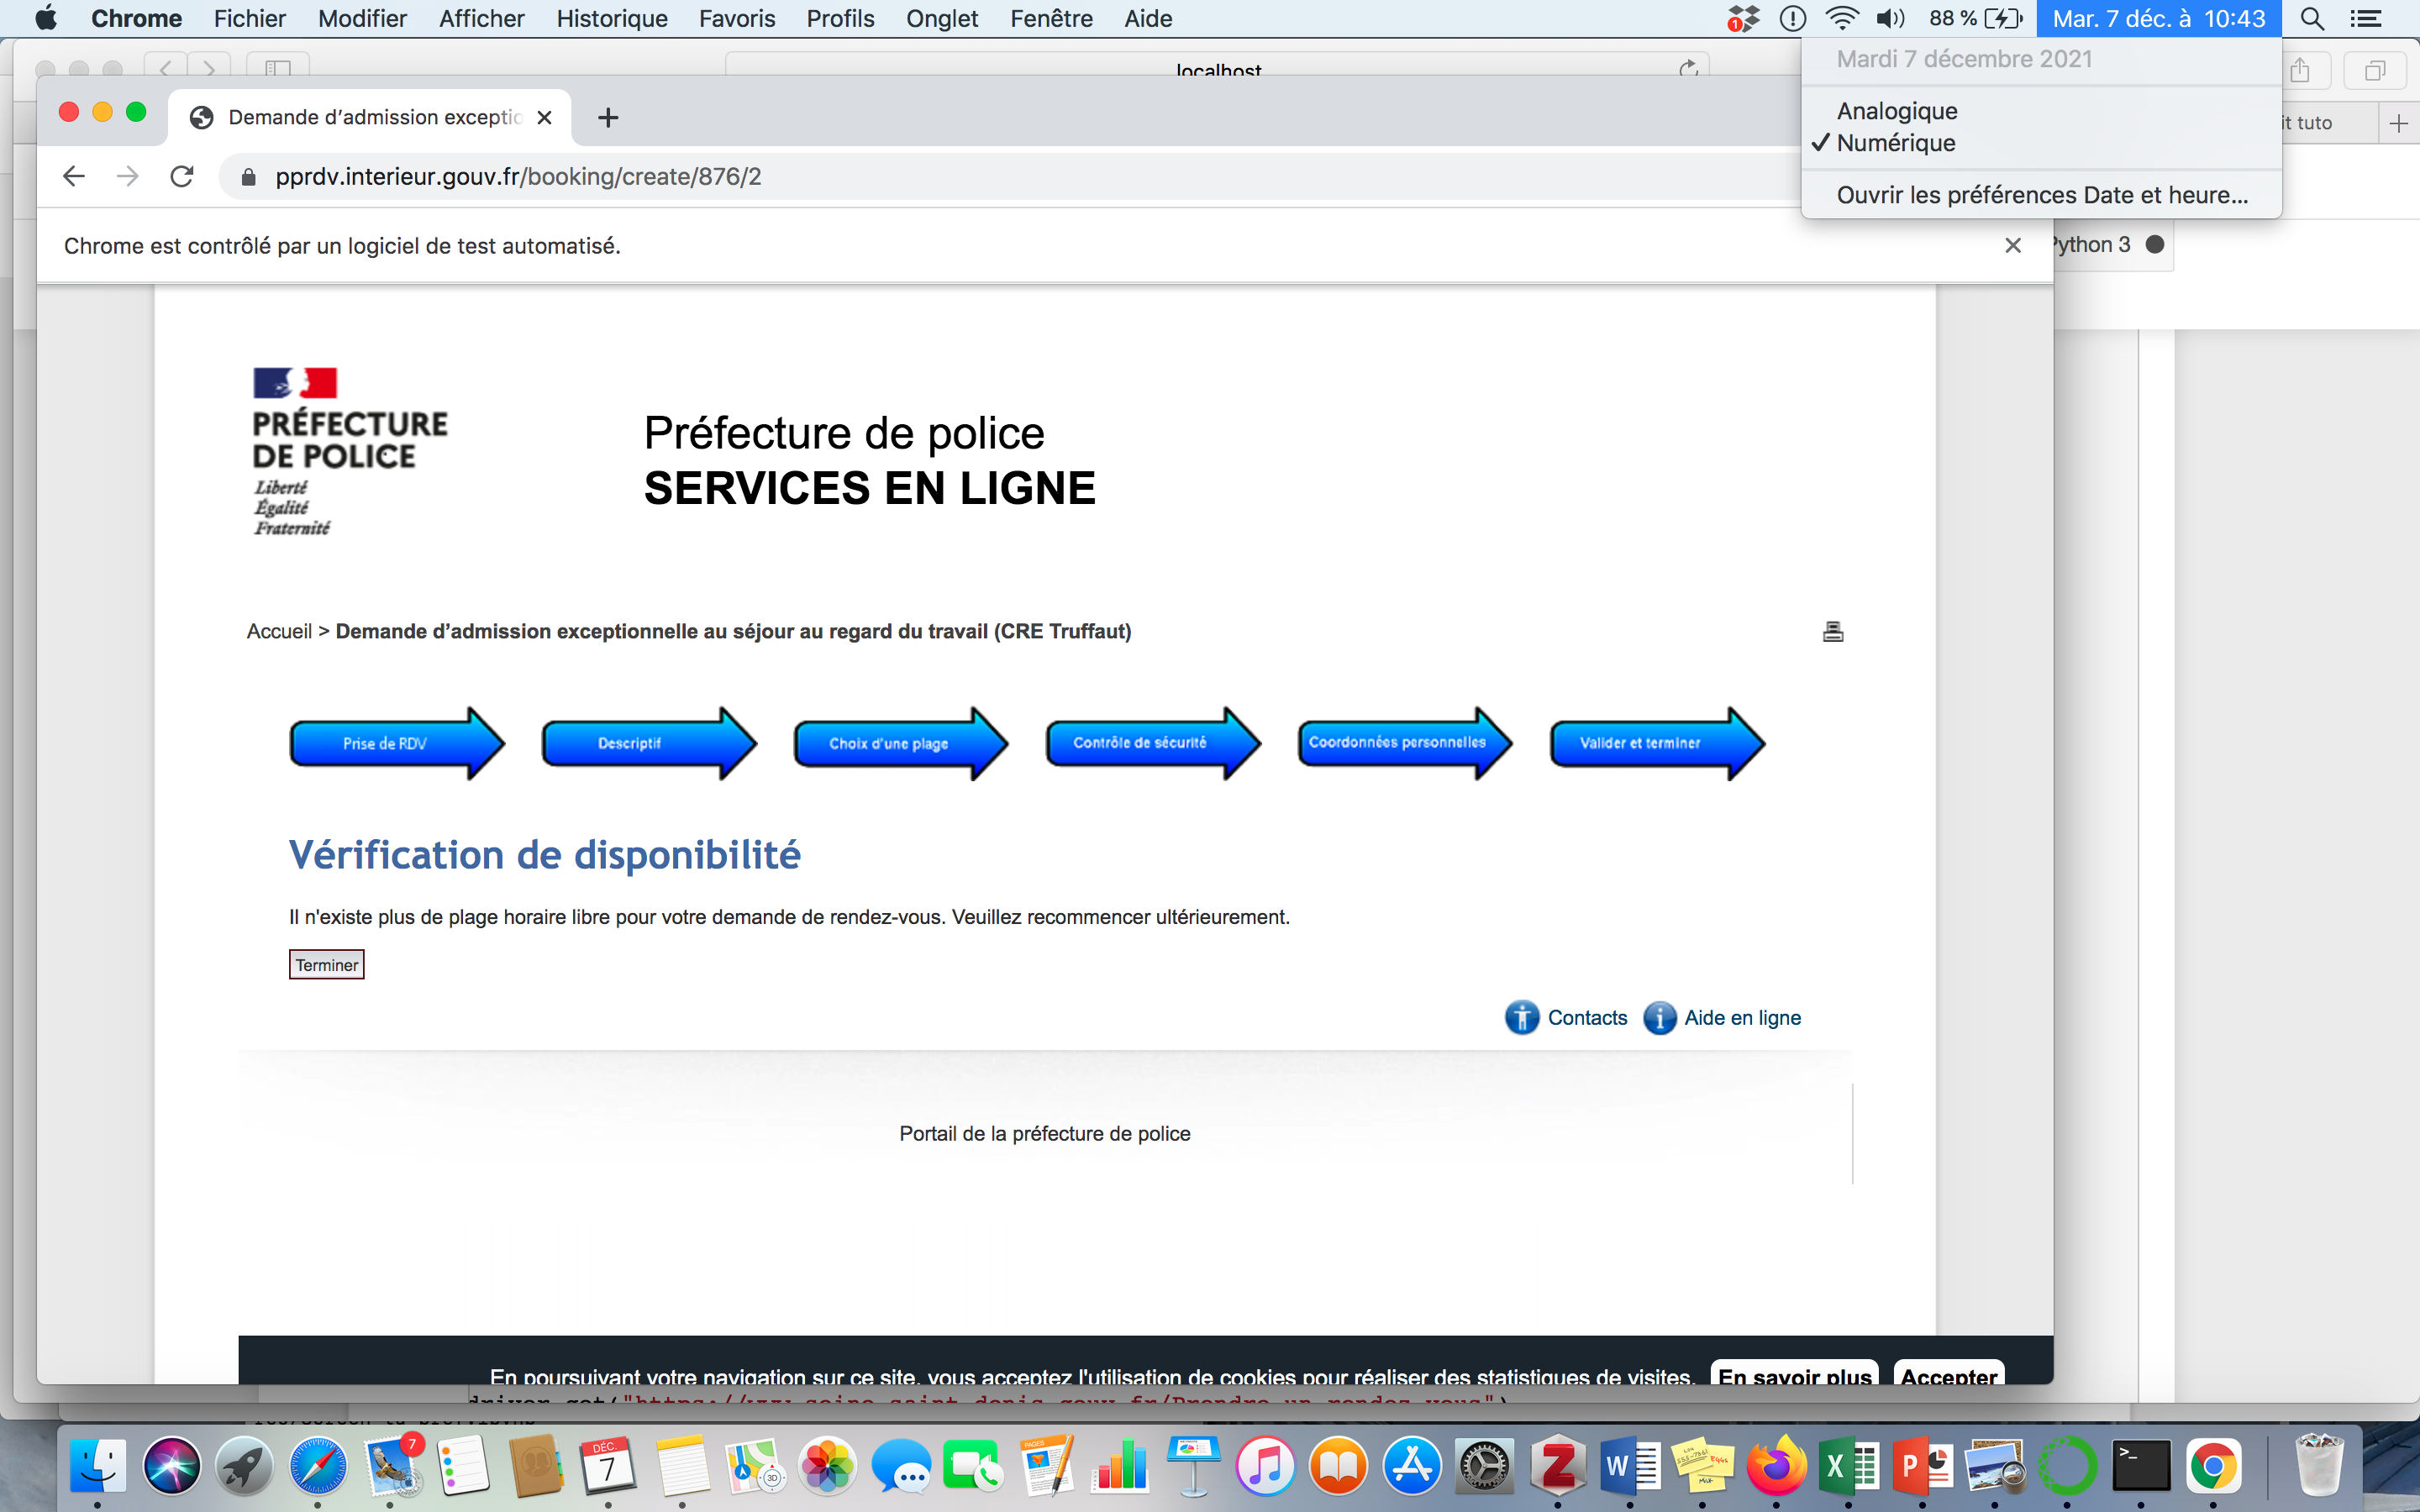 Chrome Fichier Modifier Afficher Historique Favoris Profils Onglet Fenêtre Aide
1 88 % Mar. 7 déc. à 10:43
Mardi 7 décembre 2021
Analogique
✓ Numérique
Ouvrir les préférences Date et heure...
localhost
it tuto
Demande d'admission exceptio
pprdv.interieur.gouv.fr/booking/create/876/2
Chrome est contrôlé par un logiciel de test automatisé.
Python 3
PRÉFECTURE
DE POLICE
Liberté
Égalité
Fraternité
Préfecture de police
SERVICES EN LIGNE
Accueil > Demande d'admission exceptionnelle au séjour au regard du travail (CRE Truffaut)
Prise de RDV
Descriptif
Choix d'une plage
Contrôle de sécurité
Coordonnées personnelles
Valider et terminer
Vérification de disponibilité
Il n'existe plus de plage horaire libre pour votre demande de rendez-vous. Veuillez recommencer ultérieurement.
Terminer
Contacts
Aide en ligne
Portail de la préfecture de police
En poursuivant votre navigation sur ce site, vous acceptez l'utilisation de cookies pour réaliser des statistiques de visites. En savoir plus Accepter
driver.get("https://www.seine-saint-denis.gouv.fr/Prendre-un-rendez-vous")
7
DÉC.
7
3D
PAGES
Z
W
X
P
>_